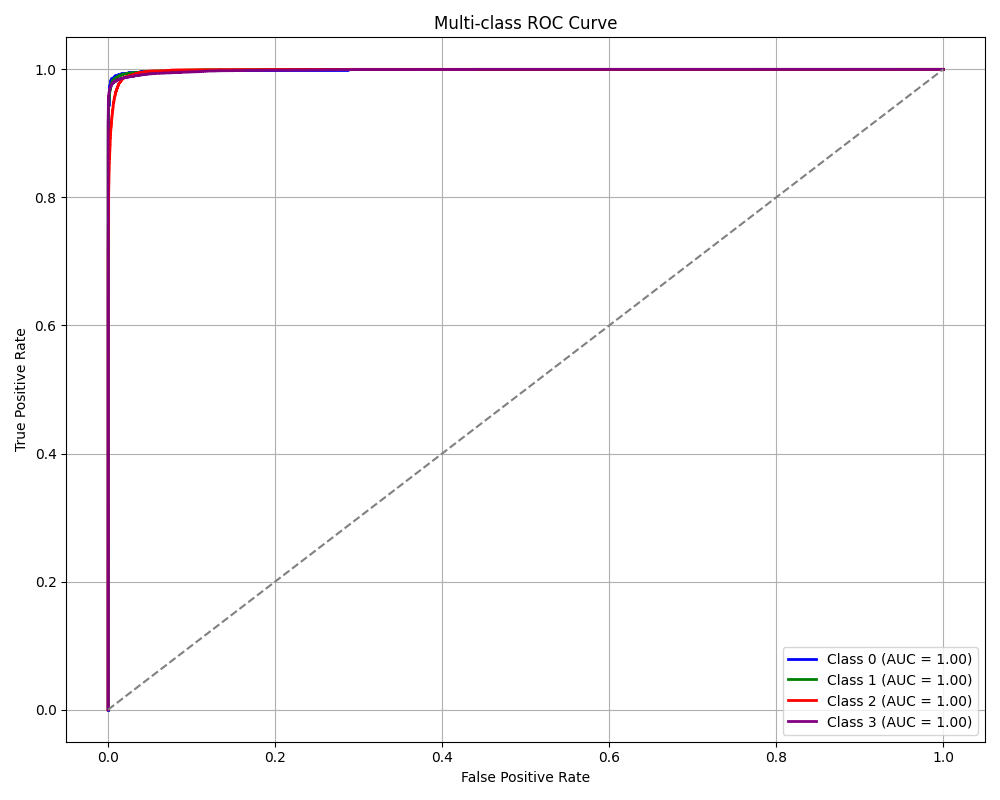 Multi-class ROC Curve
True Positive Rate
1.0
0.8
0.6
0.4
0.2
0.0
0.0 0.2 0.4 0.6 0.8 1.0
False Positive Rate
Class 0 (AUC = 1.00)
Class 1 (AUC = 1.00)
Class 2 (AUC = 1.00)
Class 3 (AUC = 1.00)